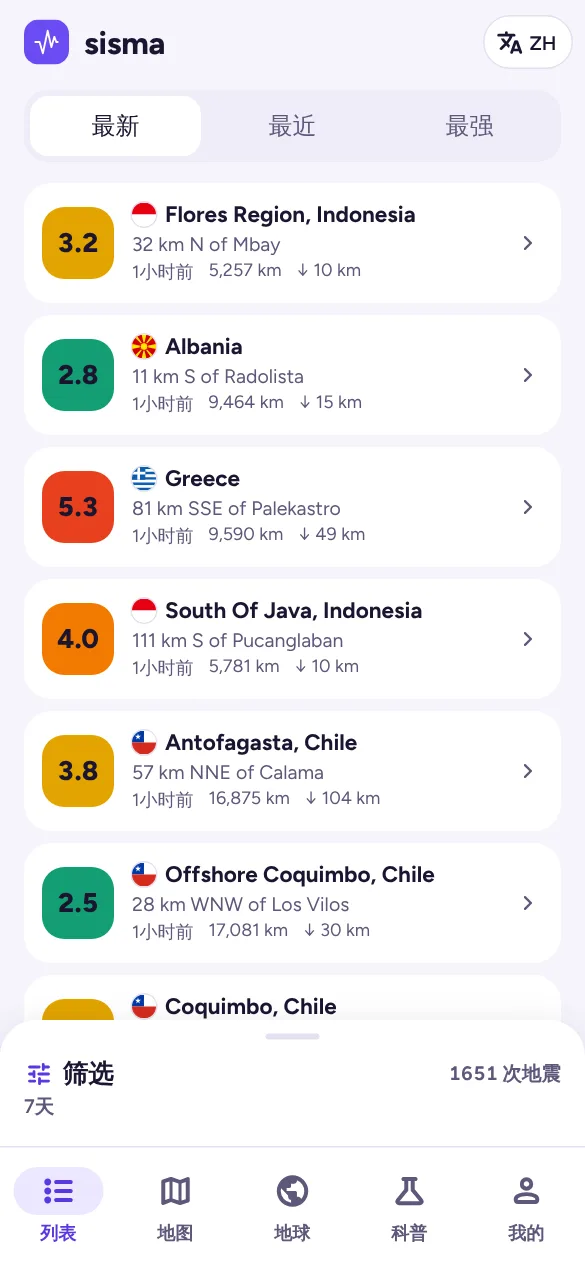 sisma
ZH
最新
最近
最强
3.2
Flores Region, Indonesia
32 km N of Mbay
1小时前 5,257 km ↓ 10 km
2.8
Albania
11 km S of Radolista
1小时前 9,464 km ↓ 15 km
5.3
Greece
81 km SSE of Palekastro
1小时前 9,590 km ↓ 49 km
4.0
South Of Java, Indonesia
111 km S of Pucanglaban
1小时前 5,781 km ↓ 10 km
3.8
Antofagasta, Chile
57 km NNE of Calama
1小时前 16,875 km ↓ 104 km
2.5
Offshore Coquimbo, Chile
28 km WNW of Los Vilos
1小时前 17,081 km ↓ 30 km
Coquimbo, Chile
筛选
1651 次地震
7天
列表
地图
地球
科普
我的